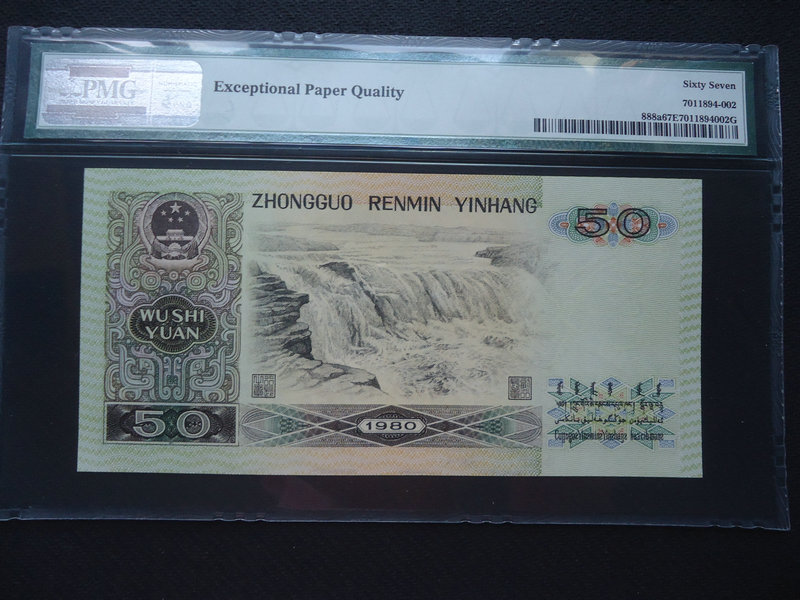 PMG
Exceptional Paper Quality
Sixty Seven
7011894-002
888a67E7011894002G
ZHONGGUO RENMIN YINHANG
50
WU SHI
YUAN
50
1980